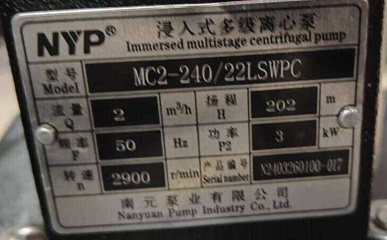 NYP® 浸入式多级离心泵
Immersed multistage centrifugal pump
型号 Model MC2-240/22LSWPC
流量 Q 2 m³/h 扬程 H 202 m
频率 F 50 Hz 功率 P2 3 kW
转速 n 2900 r/min 产品编号 Serial number X2403260100-017
南元泵业有限公司
Nanyuan Pump Industry Co., Ltd.